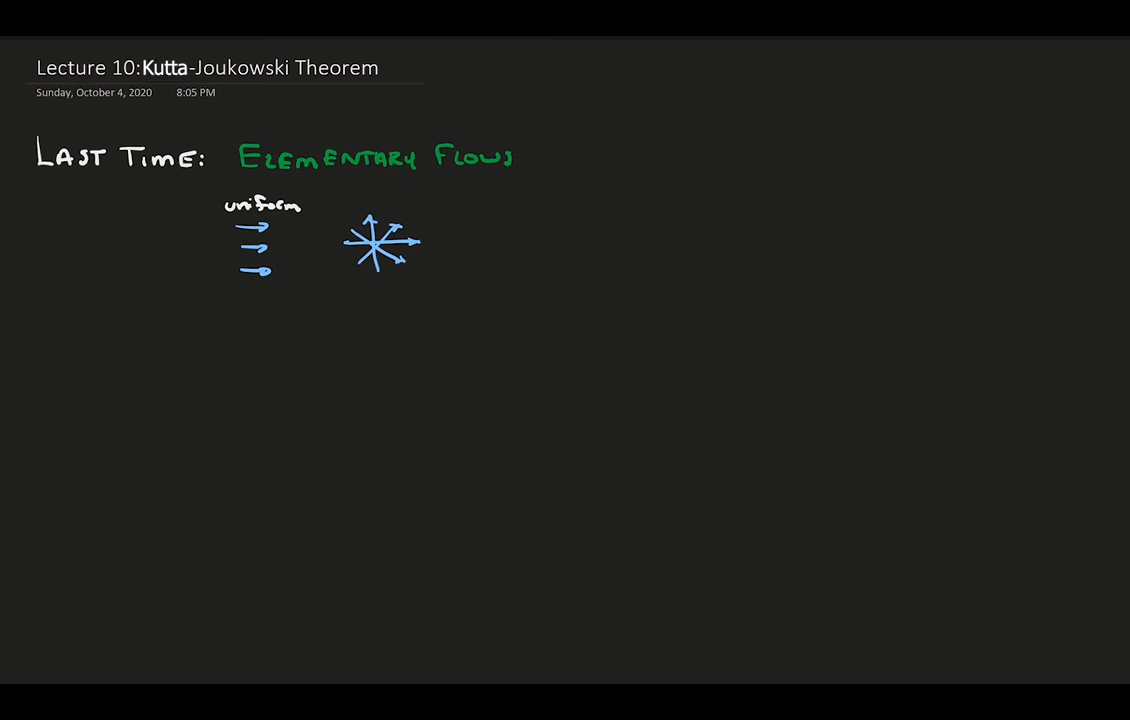 Lecture 10:Kutta-Joukowski Theorem
Sunday, October 4, 2020 8:05 PM
LAST TIME: ELEMENTARY FLOWS
uniform